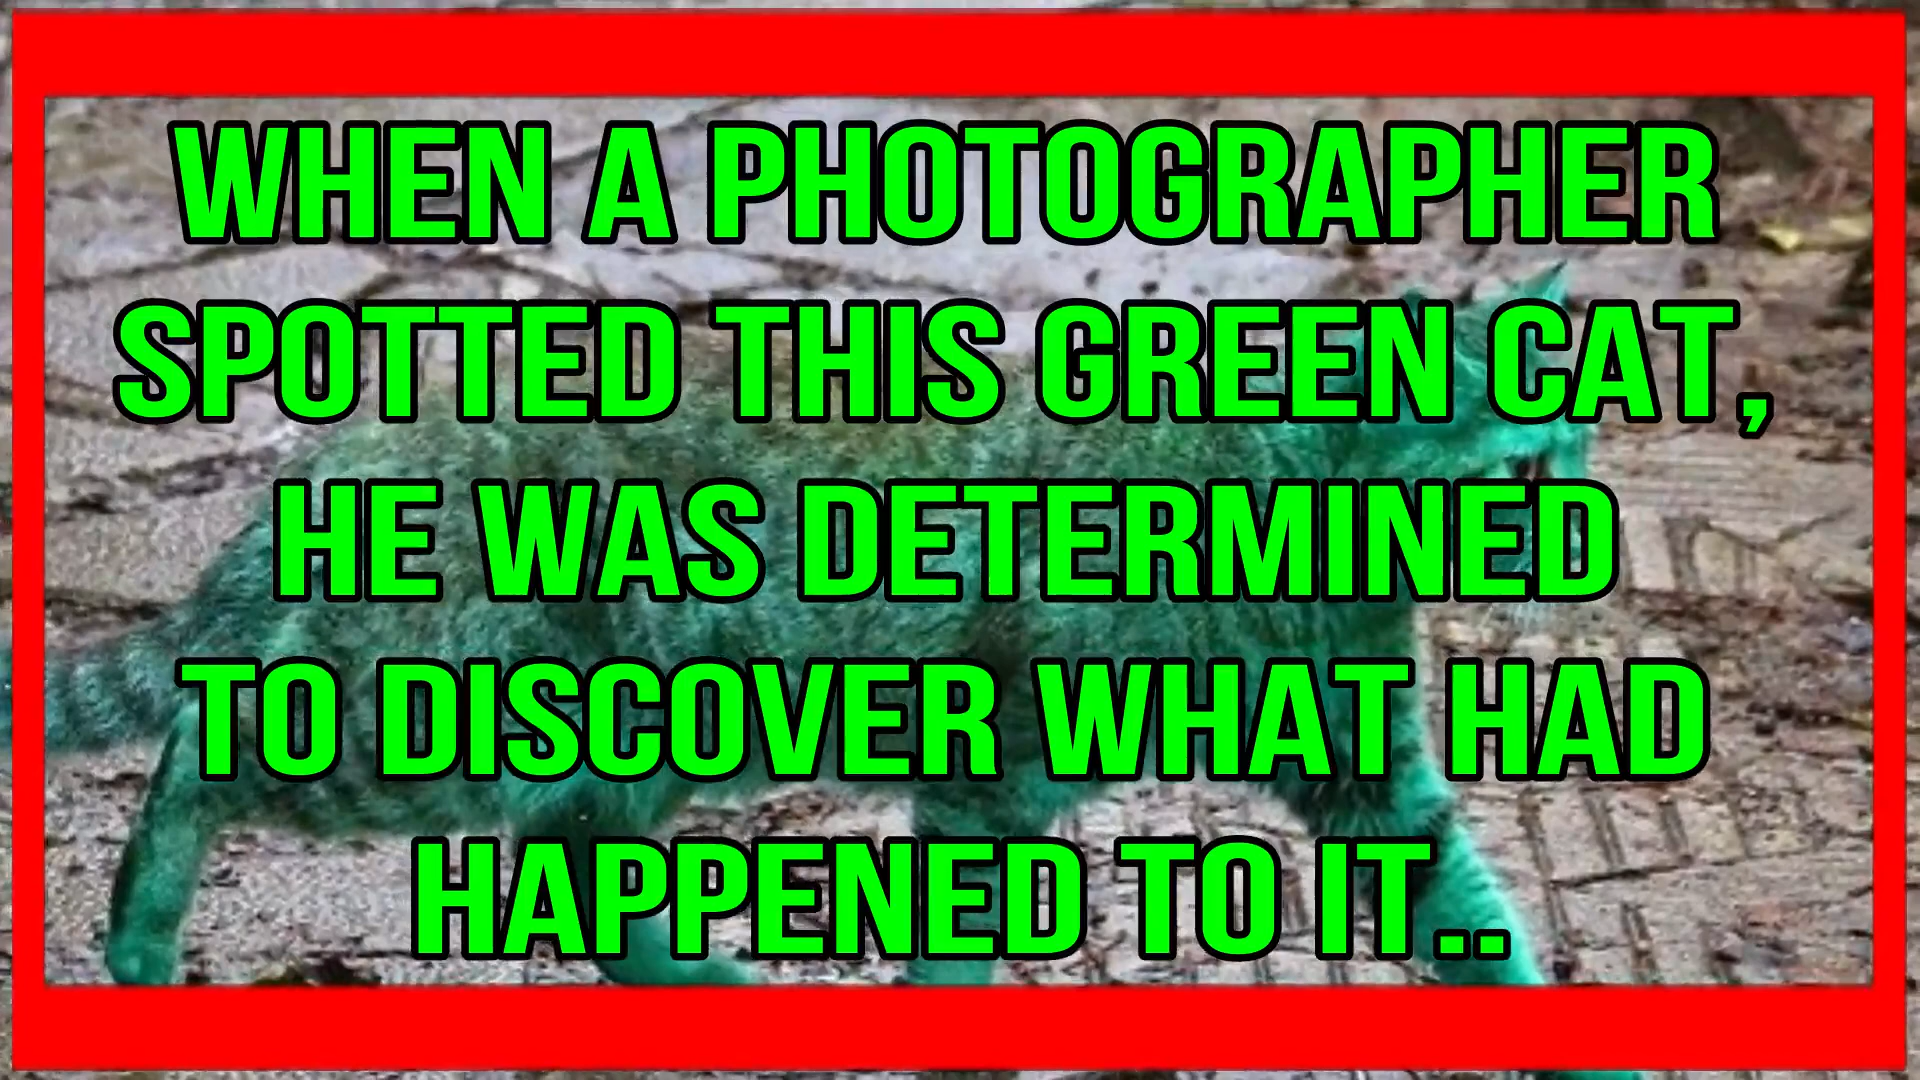 WHEN A PHOTOGRAPHER
SPOTTED THIS GREEN CAT,
HE WAS DETERMINED
TO DISCOVER WHAT HAD
HAPPENED TO IT..